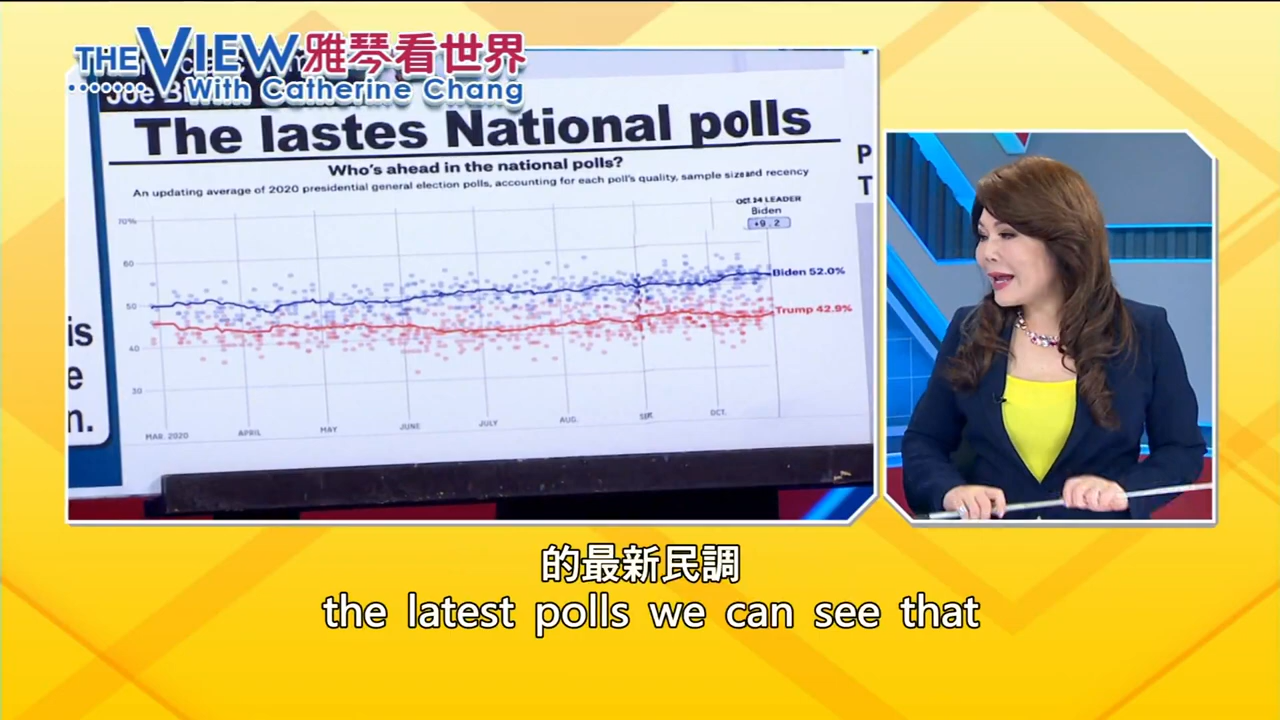 THE VIEW 雅琴看世界
With Catherine Chang
Joe Bi
The lastes National polls
Who's ahead in the national polls?
An updating average of 2020 presidential general election polls, accounting for each poll's quality, sample size and recency
OCT. 24 LEADER
Biden
+9.2
70%
60
50
40
30
Biden 52.0%
Trump 42.9%
MAR. 2020 APRIL MAY JUNE JULY AUG. SEP. OCT.
is
e
n.
P
T
的最新民調
the latest polls we can see that